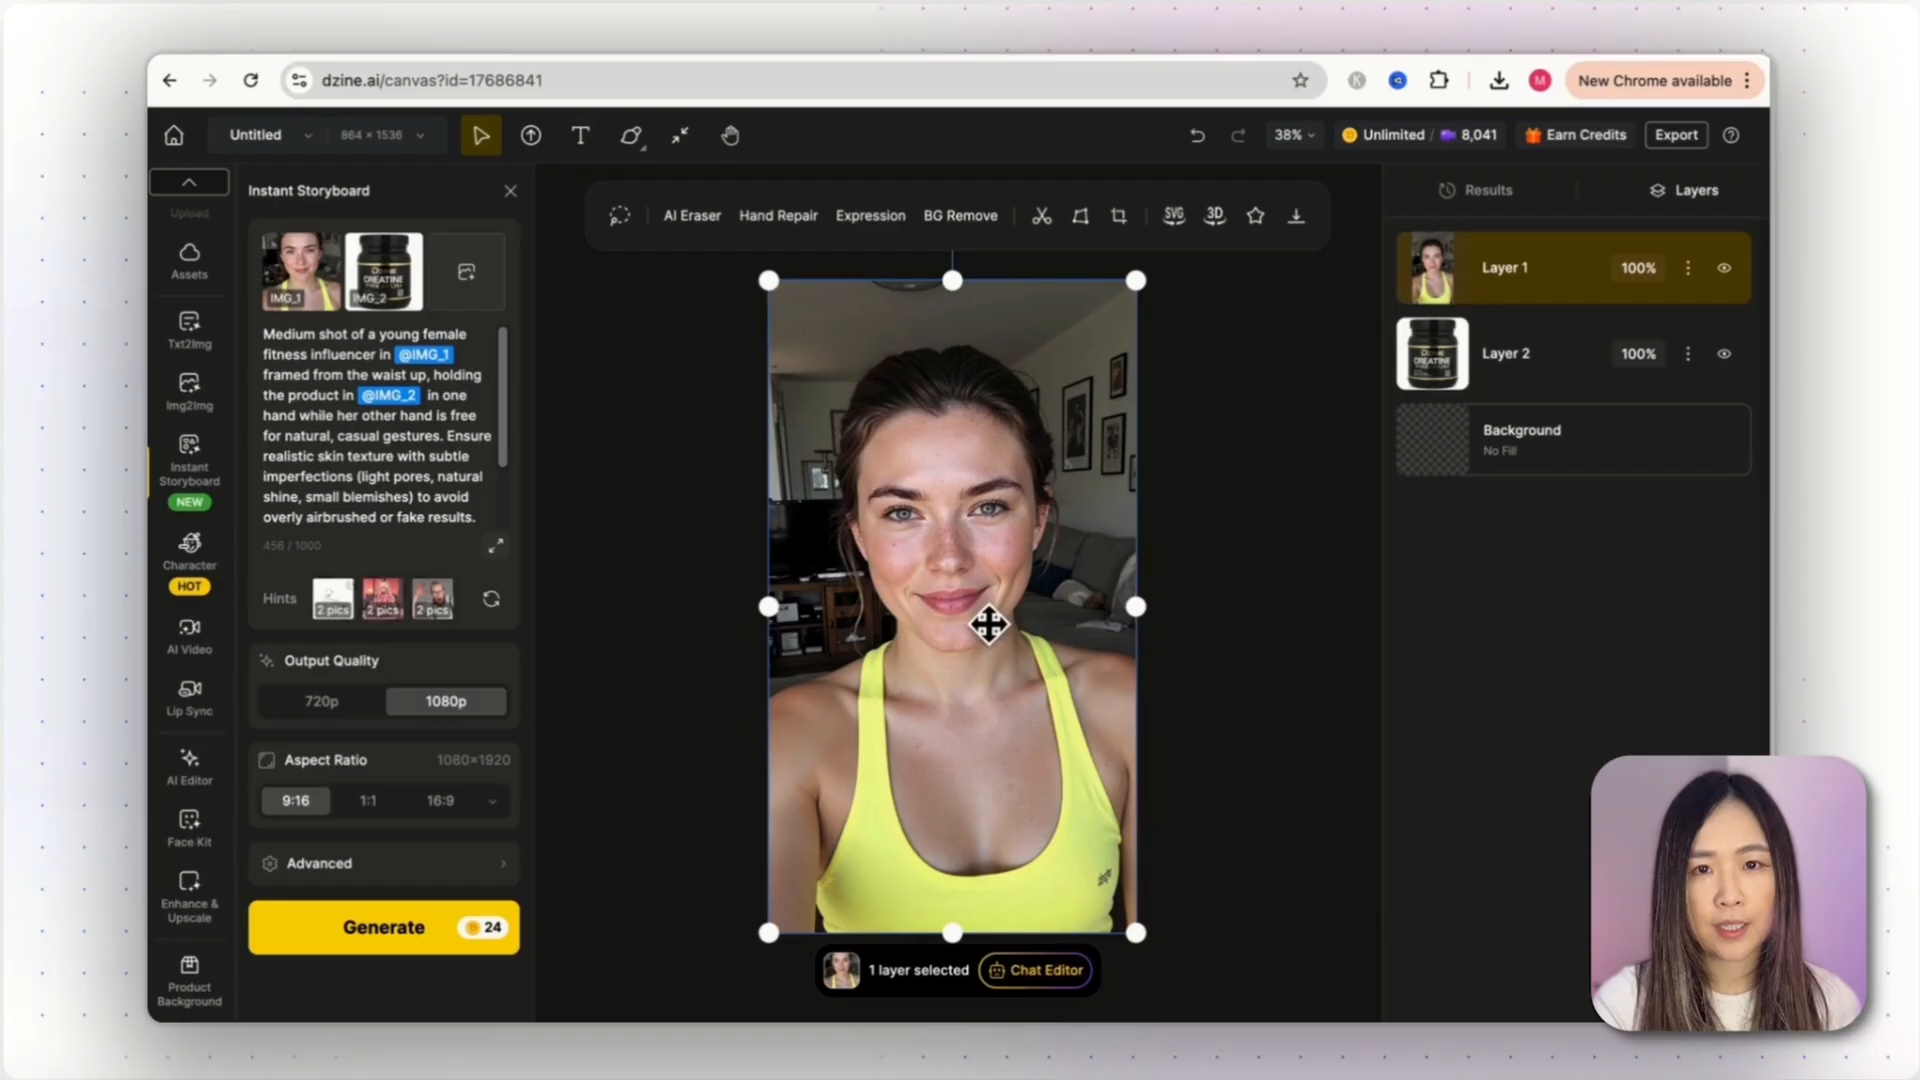 dzine.ai/canvas?id=17686841
New Chrome available
Untitled
864 × 1536
38%
Unlimited / 8,041
Earn Credits
Export
Upload
Assets
Txt2Img
Img2Img
Instant
Storyboard
NEW
Character
HOT
AI Video
Lip Sync
AI Editor
Face Kit
Enhance &
Upscale
Product
Background
Instant Storyboard
IMG_1
IMG_2
DZINE
CREATINE
Medium shot of a young female
fitness influencer in @IMG_1
framed from the waist up, holding
the product in @IMG_2 in one
hand while her other hand is free
for natural, casual gestures. Ensure
realistic skin texture with subtle
imperfections (light pores, natural
shine, small blemishes) to avoid
overly airbrushed or fake results.
456 / 1000
Hints
2 pics
2 pics
2 pics
Output Quality
720p
1080p
Aspect Ratio
1080×1920
9:16
1:1
16:9
Advanced
Generate
24
AI Eraser
Hand Repair
Expression
BG Remove
SVG
3D
1 layer selected
Chat Editor
Results
Layers
Layer 1
100%
DZINE
CREATINE
Layer 2
100%
Background
No Fill